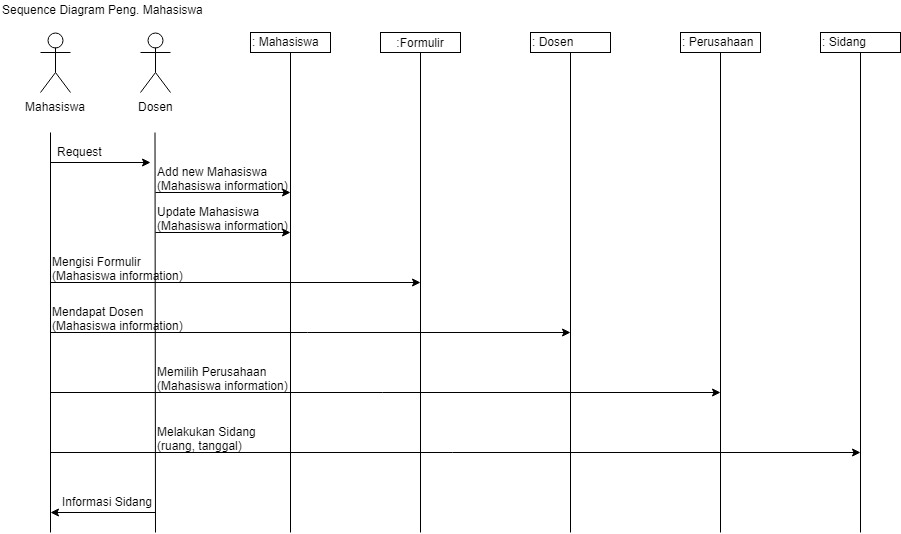 Sequence Diagram Peng. Mahasiswa
: Mahasiswa
:Formulir
: Dosen
: Perusahaan
: Sidang
Mahasiswa
Dosen
Request
Add new Mahasiswa
(Mahasiswa information)
Update Mahasiswa
(Mahasiswa information)
Mengisi Formulir
(Mahasiswa information)
Mendapat Dosen
(Mahasiswa information)
Memilih Perusahaan
(Mahasiswa information)
Melakukan Sidang
(ruang, tanggal)
Informasi Sidang